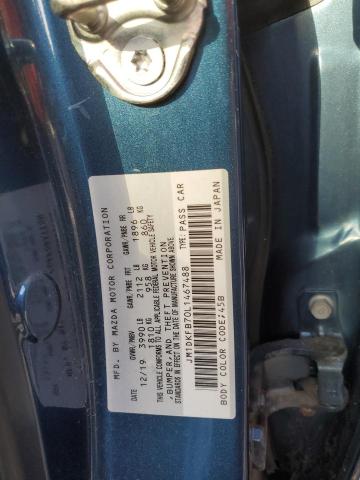 MFD. BY MAZDA MOTOR CORPORATION
DATE GVWR/PNBV GAWR/PNBE FRT GAWR/PNBE RR
12/19 3990 LB 2112 LB 1896 LB
1810 KG 958 KG 860 KG
THIS VEHICLE CONFORMS TO ALL APPLICABLE FEDERAL MOTOR VEHICLE SAFETY
, BUMPER, AND THEFT PREVENTION
STANDARDS IN EFFECT ON THE DATE OF MANUFACTURE SHOWN ABOVE.
JM1DKFB70L1467488 TYPE:PASS CAR
BODY COLOR CODE:45B MADE IN JAPAN